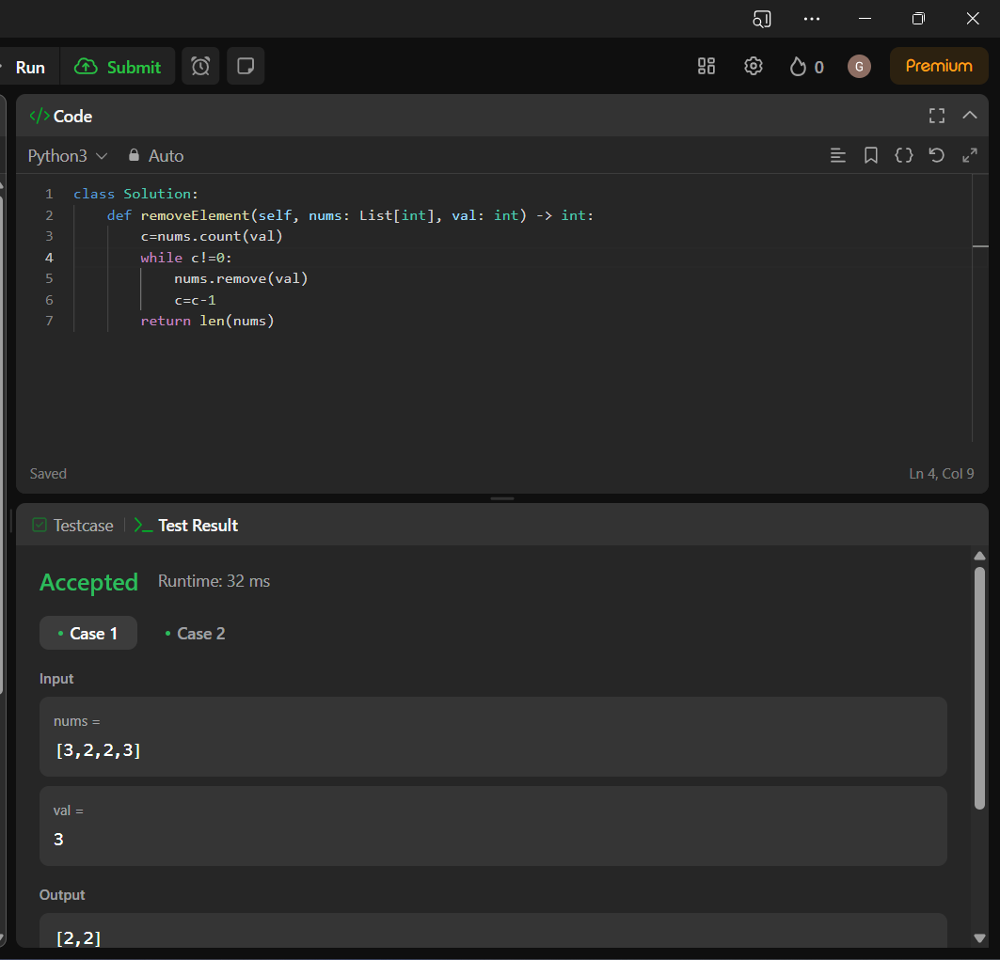 Run
Submit
0
G
Premium
</> Code
Python3
Auto
1 class Solution:
2     def removeElement(self, nums: List[int], val: int) -> int:
3         c=nums.count(val)
4         while c!=0:
5             nums.remove(val)
6             c=c-1
7         return len(nums)
Saved
Ln 4, Col 9
Testcase
Test Result
Accepted
Runtime: 32 ms
Case 1
Case 2
Input
nums =
[3,2,2,3]
val =
3
Output
[2,2]